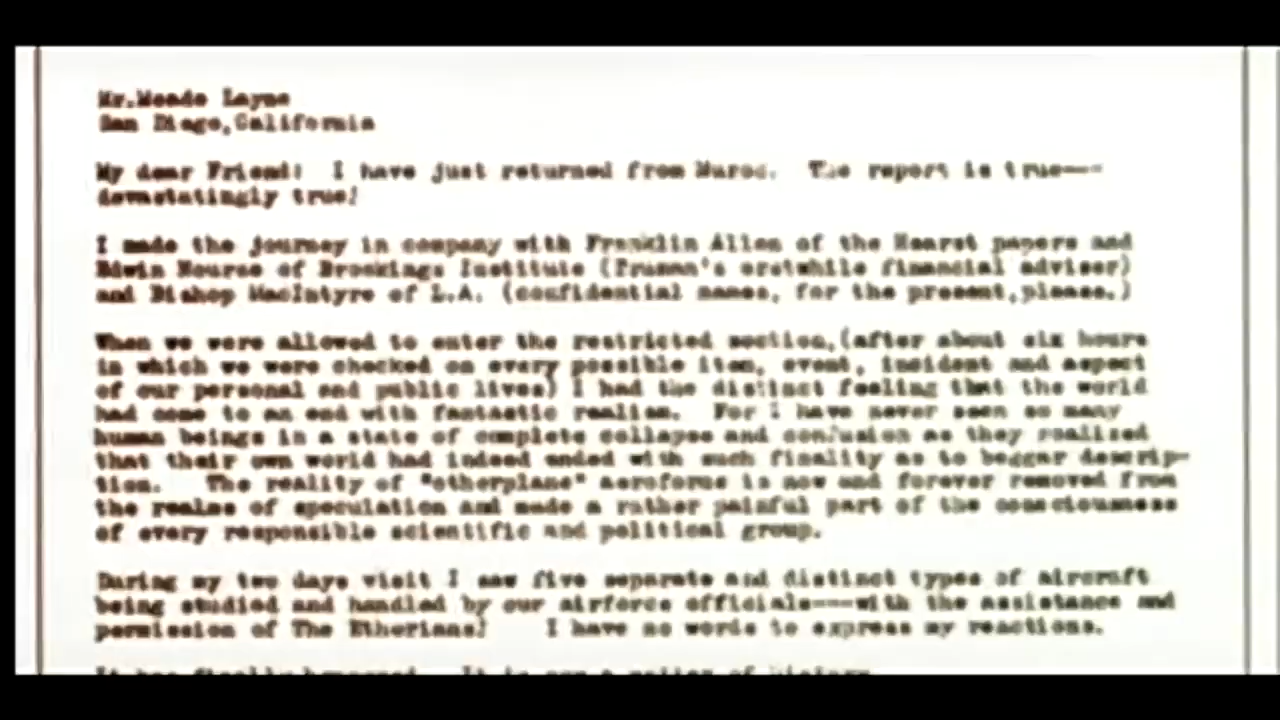 Mr.Meade Layne
San Diego,California
My dear Friend: I have just returned from Muroc. The report is true---
devastatingly true!
I made the journey in company with Franklin Allen of the Hearst papers and
Edwin Nourse of Brookings Institute (Truman's erstwhile financial adviser)
and Bishop MacIntyre of L.A. (confidential names, for the present,please.)
When we were allowed to enter the restricted section,(after about six hours
in which we were checked on every possible item, event, incident and aspect
of our personal and public lives) I had the distinct feeling that the world
had come to an end with fantastic realism. For I have never seen so many
human beings in a state of complete collapse and confusion as they realized
that their own world had indeed ended with such finality as to beggar descrip-
tion. The reality of "otherplane" aeroforms is now and forever removed from
the realms of speculation and made a rather painful part of the consciousness
of every responsible scientific and political group.
During my two days visit I saw five separate and distinct types of aircraft
being studied and handled by our airforce officials---with the assistance and
permission of The Etherians! I have no words to express my reactions.
It has finally happened. It is now a matter of history.